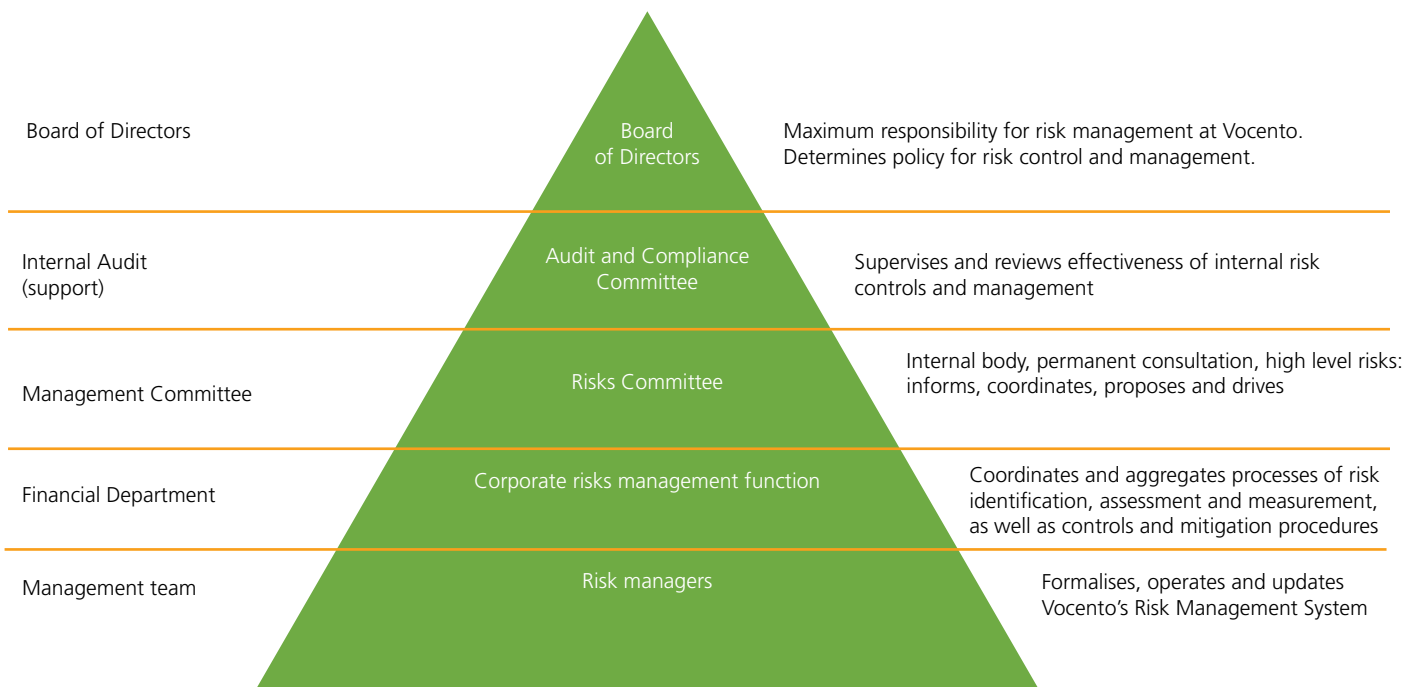 Board of Directors
Board
of Directors
Maximum responsibility for risk management at Vocento.
Determines policy for risk control and management.
Internal Audit
(support)
Audit and Compliance
Committee
Supervises and reviews effectiveness of internal risk
controls and management
Management Committee
Risks Committee
Internal body, permanent consultation, high level risks:
informs, coordinates, proposes and drives
Financial Department
Corporate risks management function
Coordinates and aggregates processes of risk
identification, assessment and measurement,
as well as controls and mitigation procedures
Management team
Risk managers
Formalises, operates and updates
Vocento’s Risk Management System